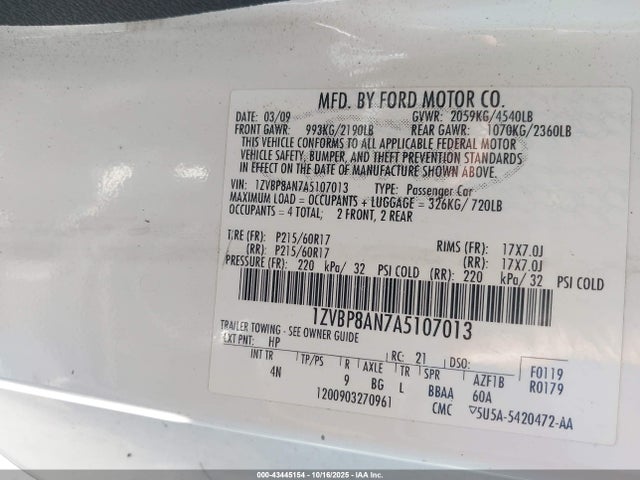 MFD. BY FORD MOTOR CO.
DATE: 03/09 GVWR: 2059KG/4540LB
FRONT GAWR: 993KG/2190LB REAR GAWR: 1070KG/2360LB
THIS VEHICLE CONFORMS TO ALL APPLICABLE FEDERAL MOTOR
VEHICLE SAFETY, BUMPER, AND THEFT PREVENTION STANDARDS
IN EFFECT ON THE DATE OF MANUFACTURE SHOWN ABOVE.
VIN: 1ZVBP8AN7A5107013 TYPE: Passenger Car
MAXIMUM LOAD = OCCUPANTS + LUGGAGE = 326KG/ 720LB
OCCUPANTS = 4 TOTAL: 2 FRONT, 2 REAR
TIRE (FR): P215/60R17 RIMS (FR): 17X7.0J
(RR): P215/60R17 (RR): 17X7.0J
PRESSURE (FR): 220 kPa/ 32 PSI COLD (RR): 220 kPa/ 32 PSI COLD
1ZVBP8AN7A5107013
TRAILER TOWING - SEE OWNER GUIDE
EXT PNT: HP RC: 21 DSO: F0119
INT TR TP/PS R AXLE TR SPR AZF1B R0179
4N 9 BG L BBAA 60A
1200903270961 CMC 5U5A-5420472-AA
000-43445154 | 10/16/2025 | © IAA Holdings, LLC.